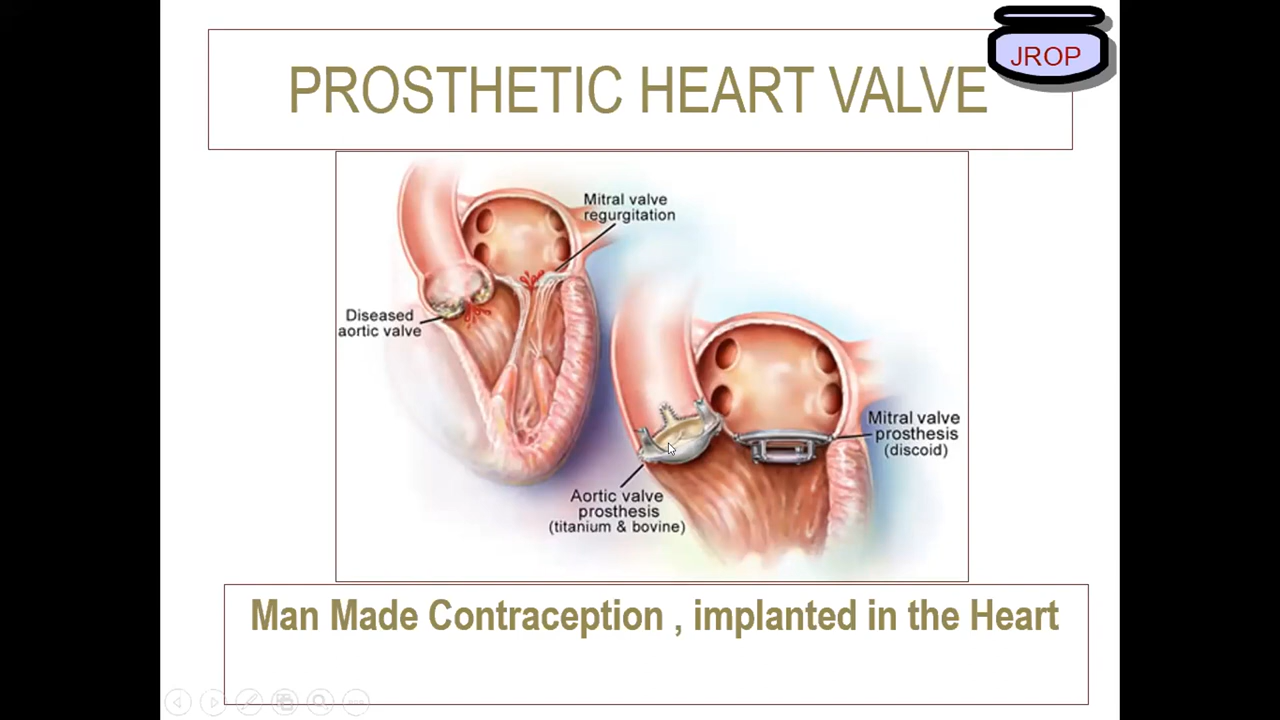 JROP
PROSTHETIC HEART VALVE
Mitral valve
regurgitation
Diseased
aortic valve
Mitral valve
prosthesis
(discoid)
Aortic valve
prosthesis
(titanium & bovine)
Man Made Contraception , implanted in the Heart